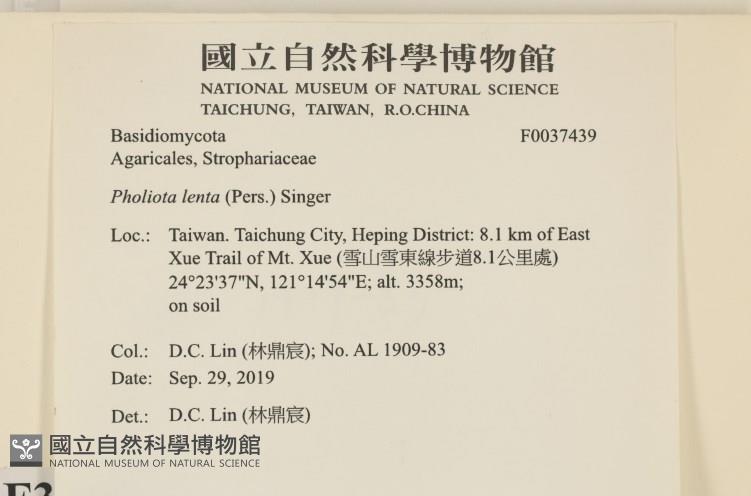 國立自然科學博物館
NATIONAL MUSEUM OF NATURAL SCIENCE
TAICHUNG, TAIWAN, R.O.CHINA
Basidiomycota F0037439
Agaricales, Strophariaceae
Pholiota lenta (Pers.) Singer
Loc.: Taiwan. Taichung City, Heping District: 8.1 km of East
Xue Trail of Mt. Xue (雪山雪東線步道8.1公里處)
24°23'37"N, 121°14'54"E; alt. 3358m;
on soil
Col.: D.C. Lin (林鼎宸); No. AL 1909-83
Date: Sep. 29, 2019
Det.: D.C. Lin (林鼎宸)
國立自然科學博物館
NATIONAL MUSEUM OF NATURAL SCIENCE